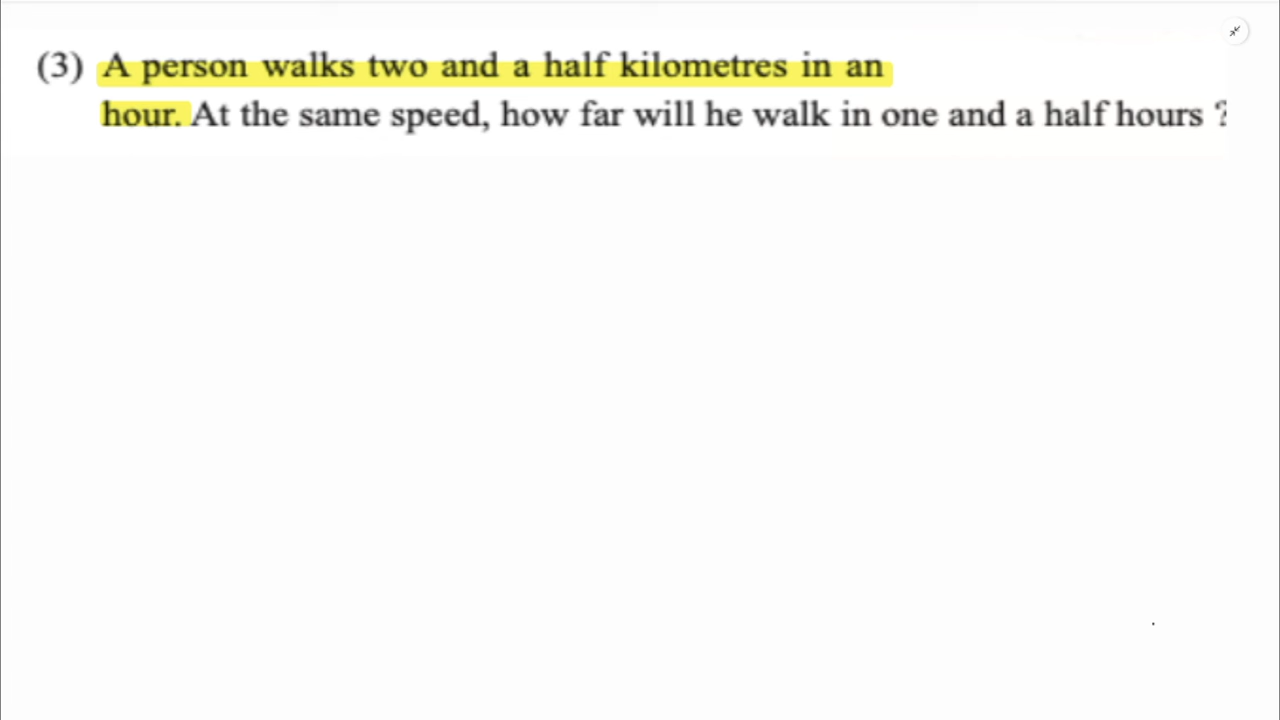 (3) A person walks two and a half kilometres in an
hour. At the same speed, how far will he walk in one and a half hours ?